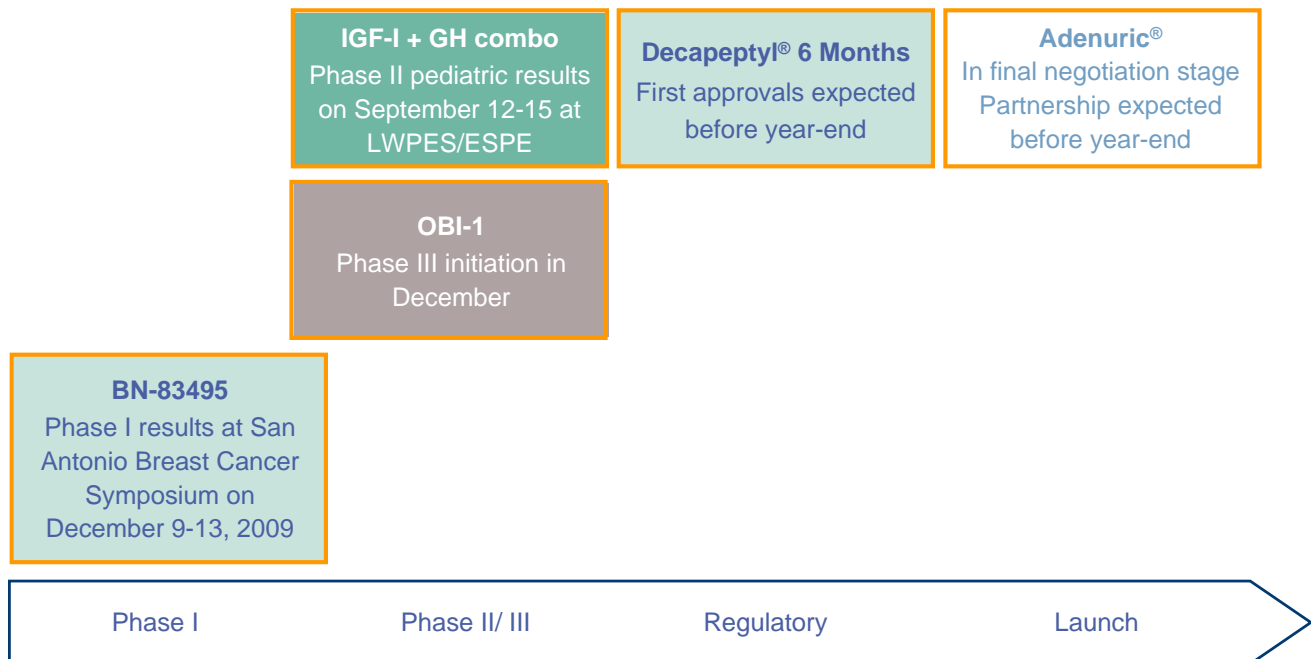 IGF-I + GH combo
Phase II pediatric results
on September 12-15 at
LWPES/ESPE
Decapeptyl® 6 Months
First approvals expected
before year-end
Adenuric®
In final negotiation stage
Partnership expected
before year-end
OBI-1
Phase III initiation in
December
BN-83495
Phase I results at San
Antonio Breast Cancer
Symposium on
December 9-13, 2009
Phase I
Phase II/ III
Regulatory
Launch